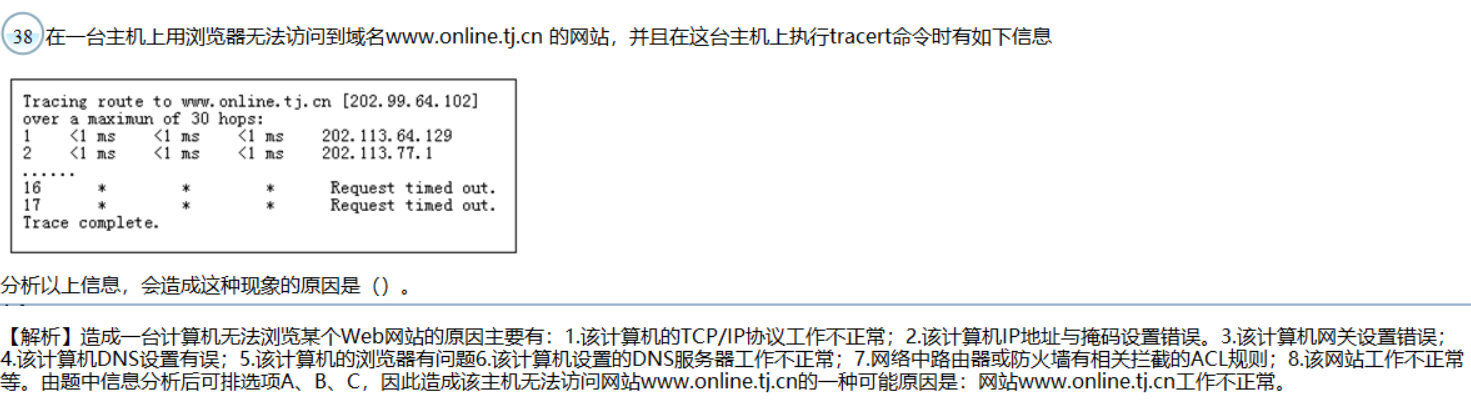 38 在一台主机上用浏览器无法访问到域名www.online.tj.cn 的网站，并且在这台主机上执行tracert命令时有如下信息
Tracing route to www.online.tj.cn [202.99.64.102]
over a maximun of 30 hops:
1 <1 ms <1 ms <1 ms 202.113.64.129
2 <1 ms <1 ms <1 ms 202.113.77.1
......
16 * * * Request timed out.
17 * * * Request timed out.
Trace complete.
分析以上信息，会造成这种现象的原因是（）。
【解析】造成一台计算机无法浏览某个Web网站的原因主要有：1.该计算机的TCP/IP协议工作不正常；2.该计算机IP地址与掩码设置错误。3.该计算机网关设置错误；
4.该计算机DNS设置有误；5.该计算机的浏览器有问题6.该计算机设置的DNS服务器工作不正常；7.网络中路由器或防火墙有相关拦截的ACL规则；8.该网站工作不正常
等。由题中信息分析后可排选项A、B、C，因此造成该主机无法访问网站www.online.tj.cn的一种可能原因是：网站www.online.tj.cn工作不正常。